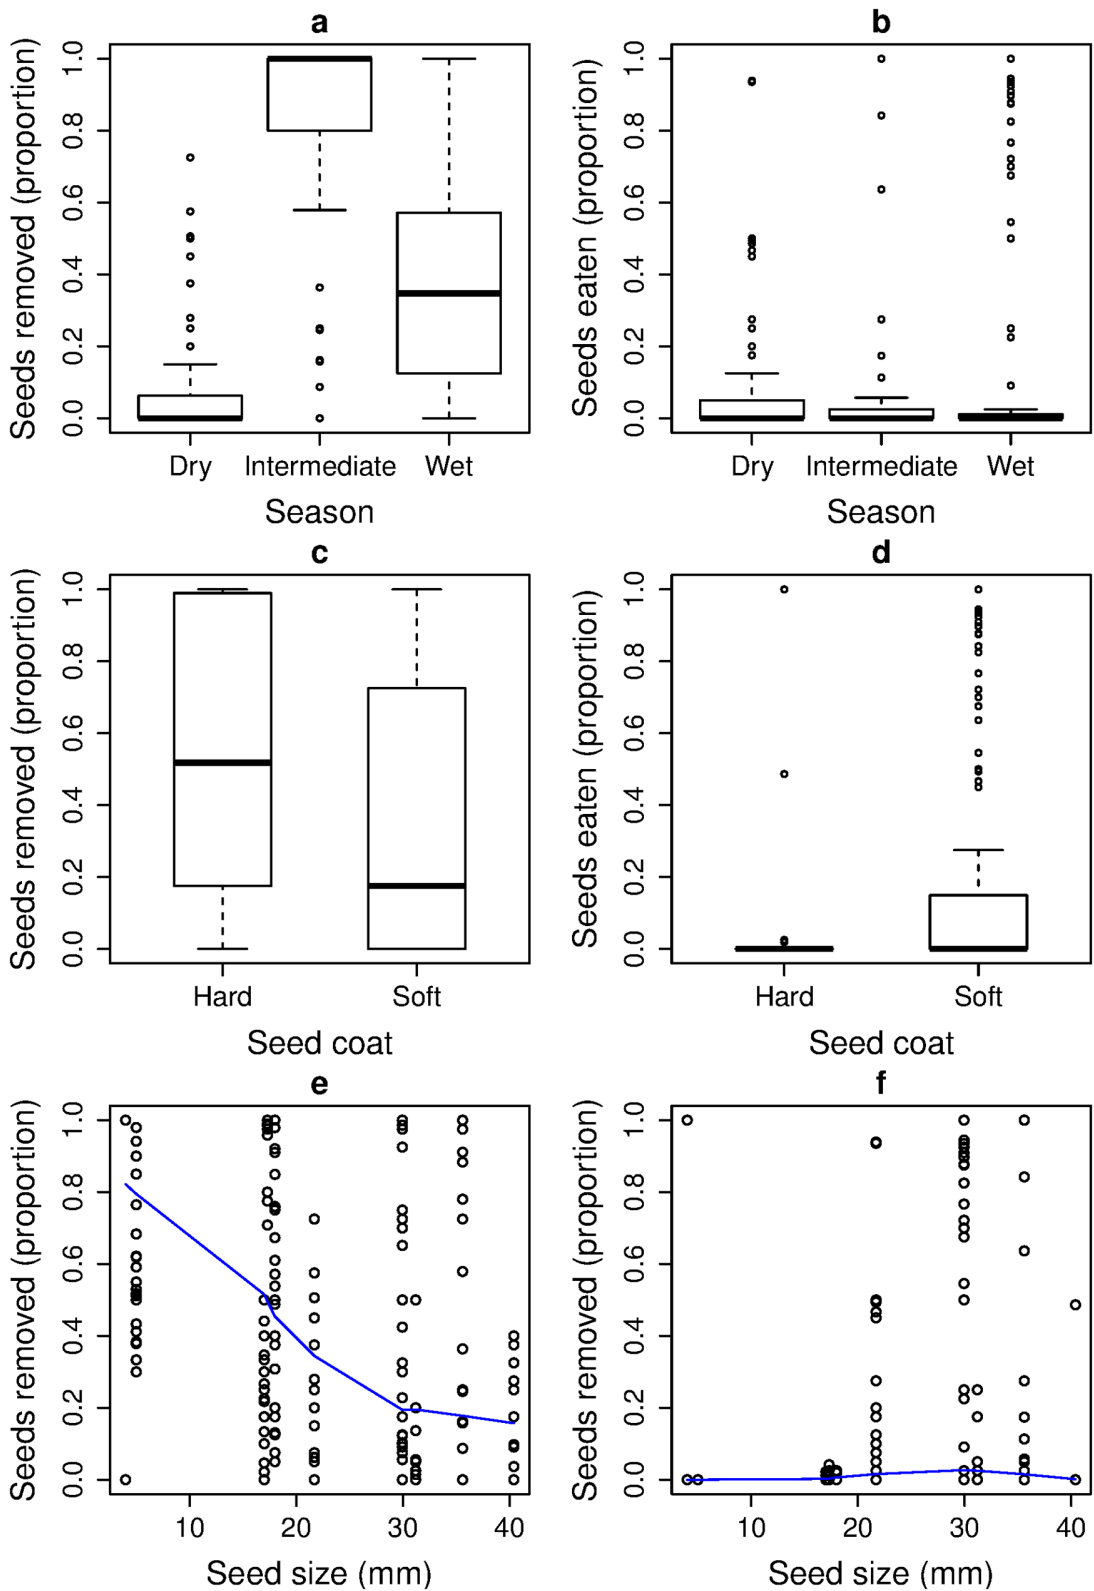 a
Seeds removed (proportion)
1.0
0.8
0.6
0.4
0.2
0.0
Dry Intermediate Wet
Season
b
Seeds eaten (proportion)
1.0
0.8
0.6
0.4
0.2
0.0
Dry Intermediate Wet
Season
c
Seeds removed (proportion)
1.0
0.8
0.6
0.4
0.2
0.0
Hard Soft
Seed coat
d
Seeds eaten (proportion)
1.0
0.8
0.6
0.4
0.2
0.0
Hard Soft
Seed coat
e
Seeds removed (proportion)
1.0
0.8
0.6
0.4
0.2
0.0
10 20 30 40
Seed size (mm)
f
Seeds removed (proportion)
1.0
0.8
0.6
0.4
0.2
0.0
10 20 30 40
Seed size (mm)